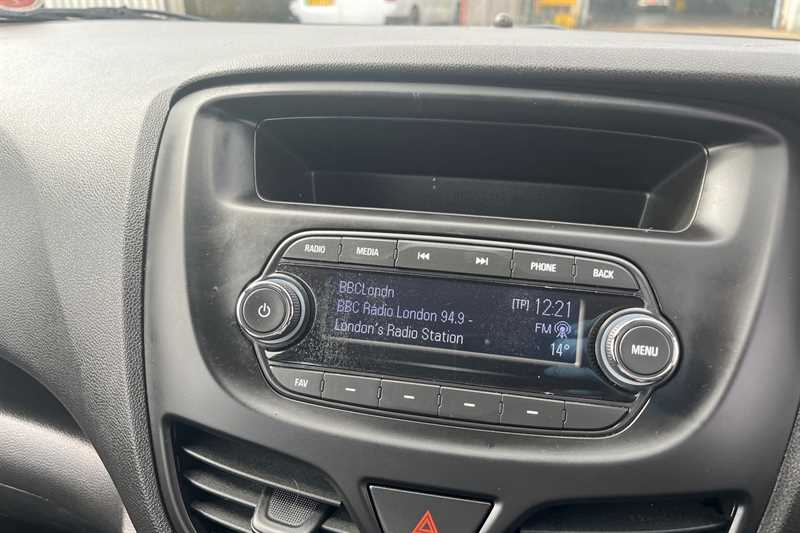 RADIO
MEDIA
PHONE
BACK
BBCLondn
BBC Radio London 94.9 -
London's Radio Station
[TP] 12:21
FM
14°
MENU
FAV